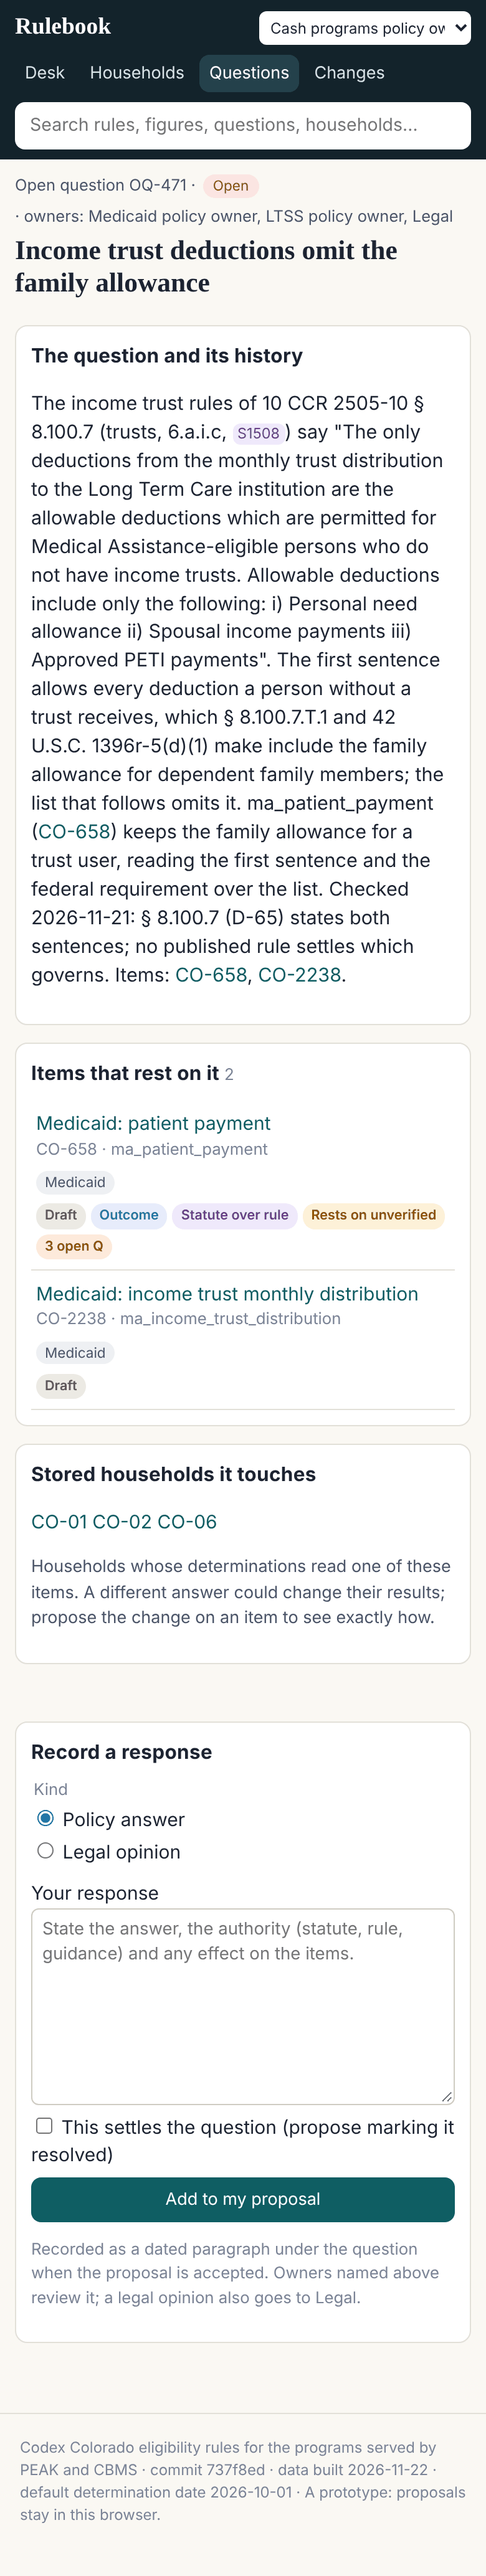 Rulebook
Cash programs policy ow
Desk Households Questions Changes
Search rules, figures, questions, households...
Open question OQ-471 · Open
· owners: Medicaid policy owner, LTSS policy owner, Legal
Income trust deductions omit the
family allowance
The question and its history
The income trust rules of 10 CCR 2505-10 §
8.100.7 (trusts, 6.a.i.c, S1508) say "The only
deductions from the monthly trust distribution
to the Long Term Care institution are the
allowable deductions which are permitted for
Medical Assistance-eligible persons who do
not have income trusts. Allowable deductions
include only the following: i) Personal need
allowance ii) Spousal income payments iii)
Approved PETI payments". The first sentence
allows every deduction a person without a
trust receives, which § 8.100.7.T.1 and 42
U.S.C. 1396r-5(d)(1) make include the family
allowance for dependent family members; the
list that follows omits it. ma_patient_payment
(CO-658) keeps the family allowance for a
trust user, reading the first sentence and the
federal requirement over the list. Checked
2026-11-21: § 8.100.7 (D-65) states both
sentences; no published rule settles which
governs. Items: CO-658, CO-2238.
Items that rest on it 2
Medicaid: patient payment
CO-658 · ma_patient_payment
Medicaid
Draft Outcome Statute over rule Rests on unverified
3 open Q
Medicaid: income trust monthly distribution
CO-2238 · ma_income_trust_distribution
Medicaid
Draft
Stored households it touches
CO-01 CO-02 CO-06
Households whose determinations read one of these
items. A different answer could change their results;
propose the change on an item to see exactly how.
Record a response
Kind
Policy answer
Legal opinion
Your response
State the answer, the authority (statute, rule,
guidance) and any effect on the items.
This settles the question (propose marking it
resolved)
Add to my proposal
Recorded as a dated paragraph under the question
when the proposal is accepted. Owners named above
review it; a legal opinion also goes to Legal.
Codex Colorado eligibility rules for the programs served by
PEAK and CBMS · commit 737f8ed · data built 2026-11-22 ·
default determination date 2026-10-01 · A prototype: proposals
stay in this browser.